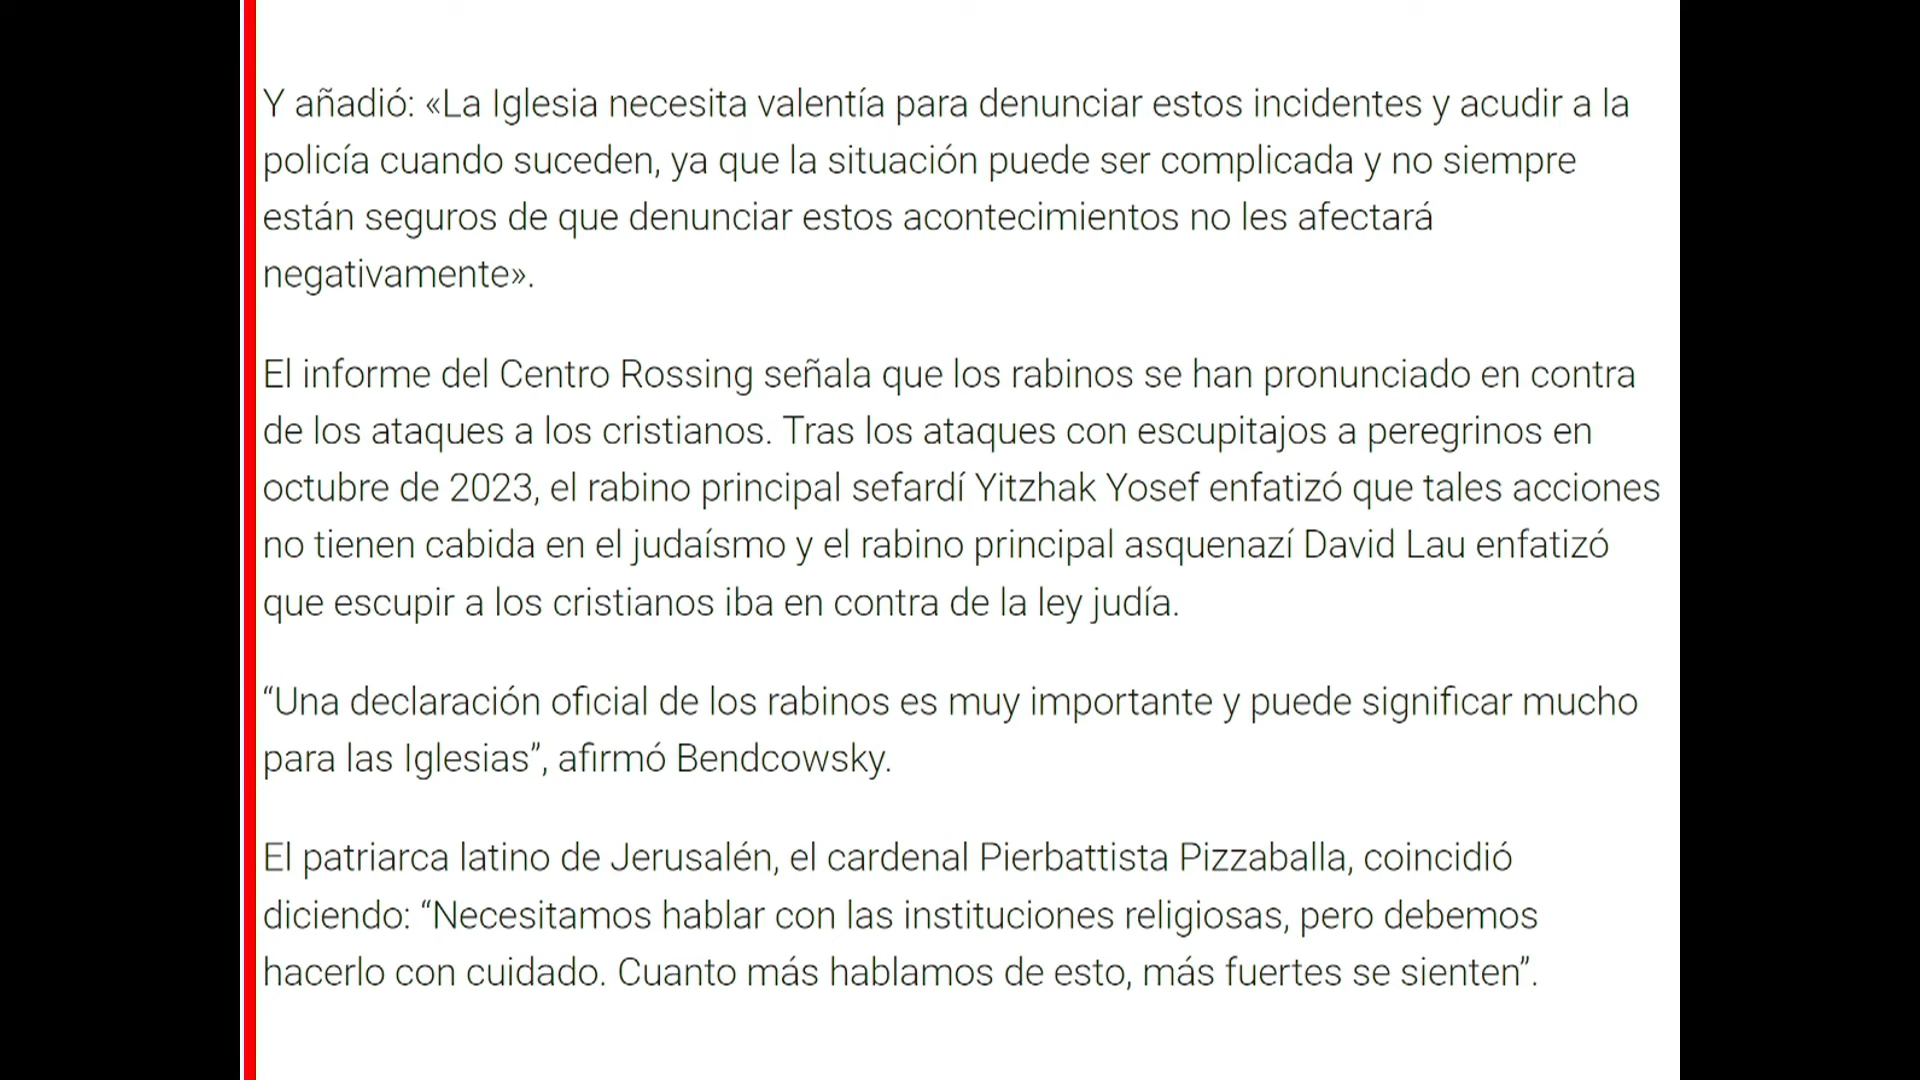 Y añadió: «La Iglesia necesita valentía para denunciar estos incidentes y acudir a la
policía cuando suceden, ya que la situación puede ser complicada y no siempre
están seguros de que denunciar estos acontecimientos no les afectará
negativamente».
El informe del Centro Rossing señala que los rabinos se han pronunciado en contra
de los ataques a los cristianos. Tras los ataques con escupitajos a peregrinos en
octubre de 2023, el rabino principal sefardí Yitzhak Yosef enfatizó que tales acciones
no tienen cabida en el judaísmo y el rabino principal asquenazí David Lau enfatizó
que escupir a los cristianos iba en contra de la ley judía.
“Una declaración oficial de los rabinos es muy importante y puede significar mucho
para las Iglesias”, afirmó Bendcowsky.
El patriarca latino de Jerusalén, el cardenal Pierbattista Pizzaballa, coincidió
diciendo: “Necesitamos hablar con las instituciones religiosas, pero debemos
hacerlo con cuidado. Cuanto más hablamos de esto, más fuertes se sienten”.